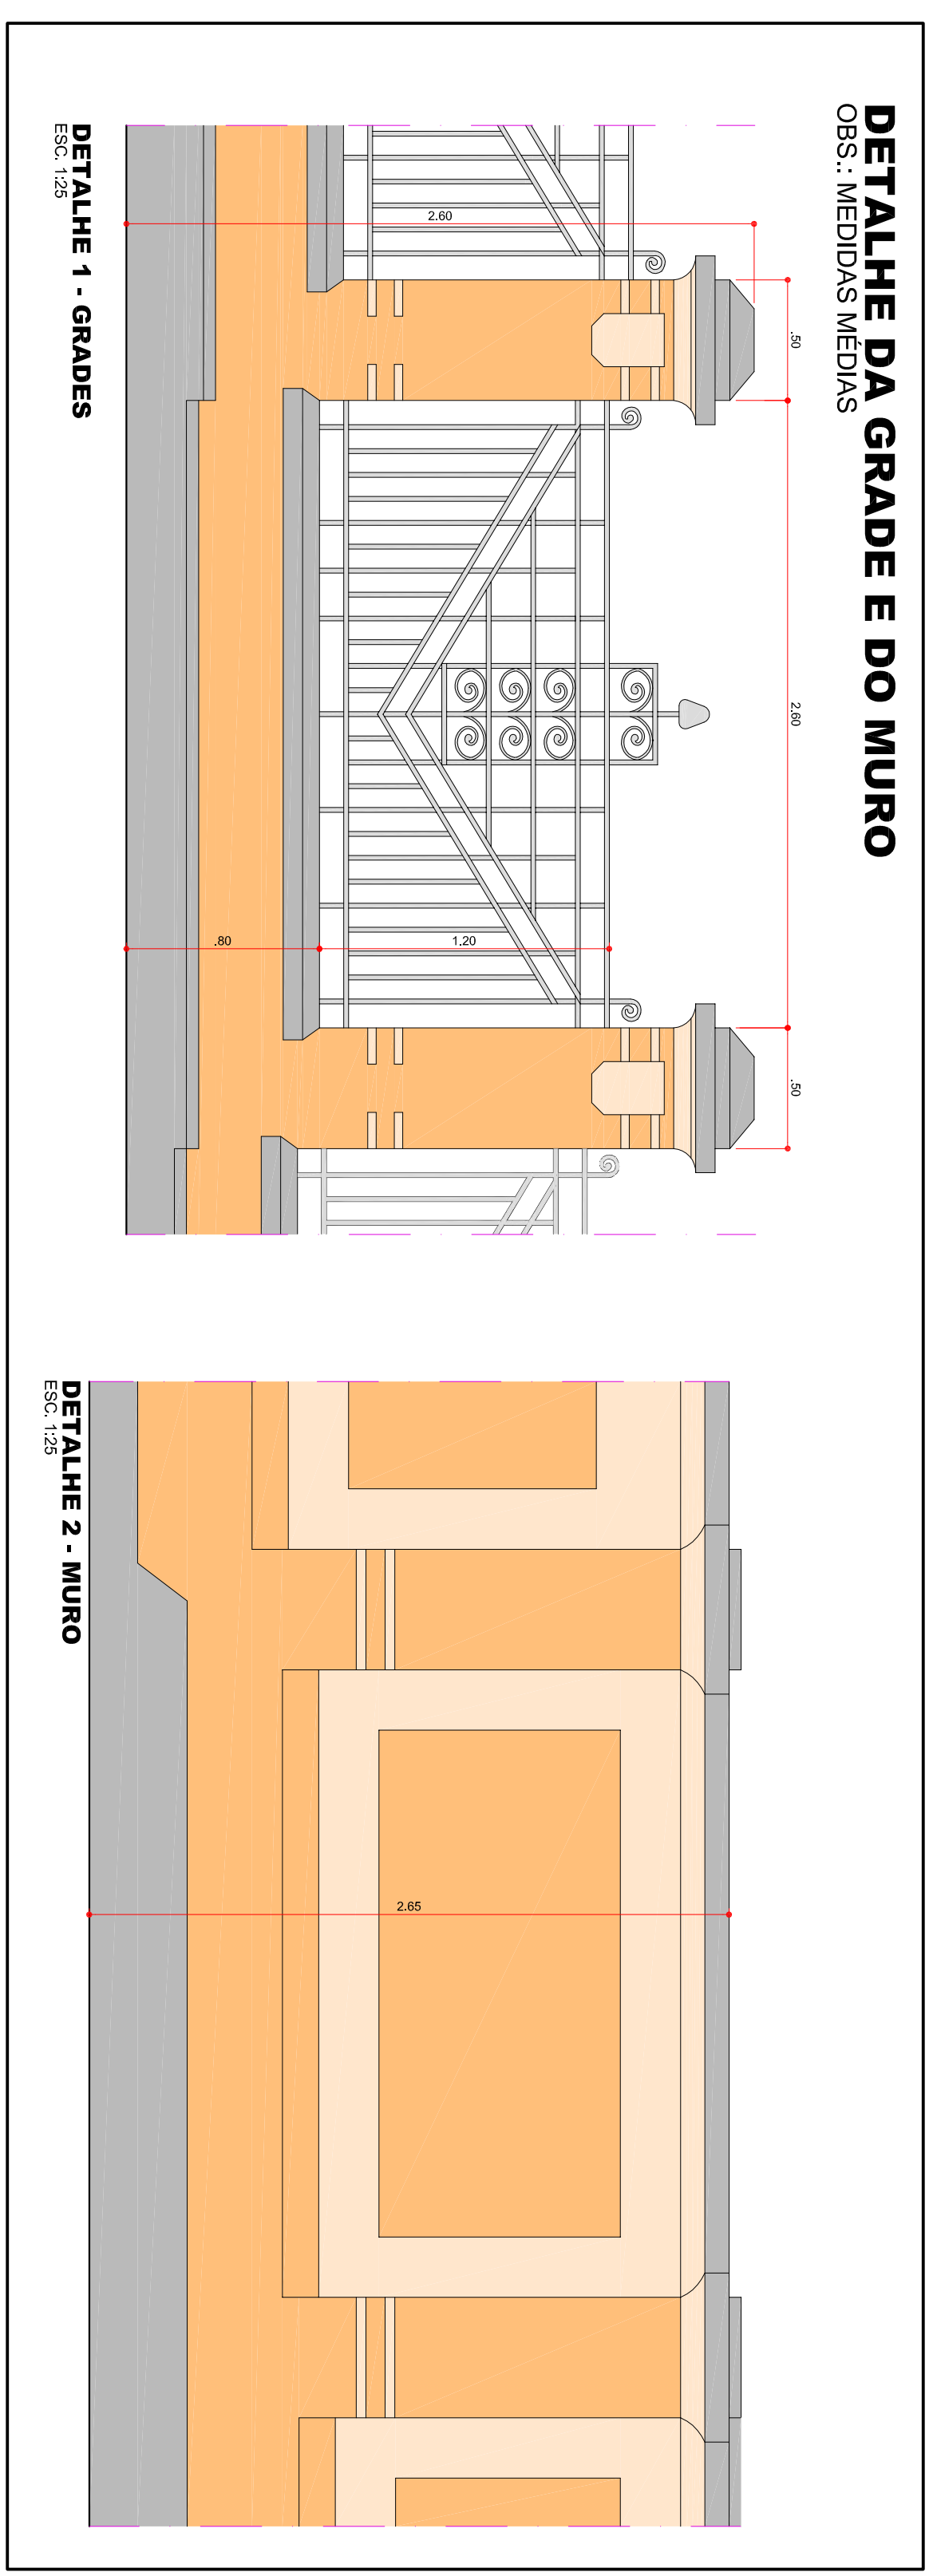 DETALHE DA GRADE E DO MURO
OBS.: MEDIDAS MÉDIAS
.50
2.60
.50
2.60
.80
1.20
DETALHE 1 - GRADES
ESC. 1:25
2.65
DETALHE 2 - MURO
ESC. 1:25